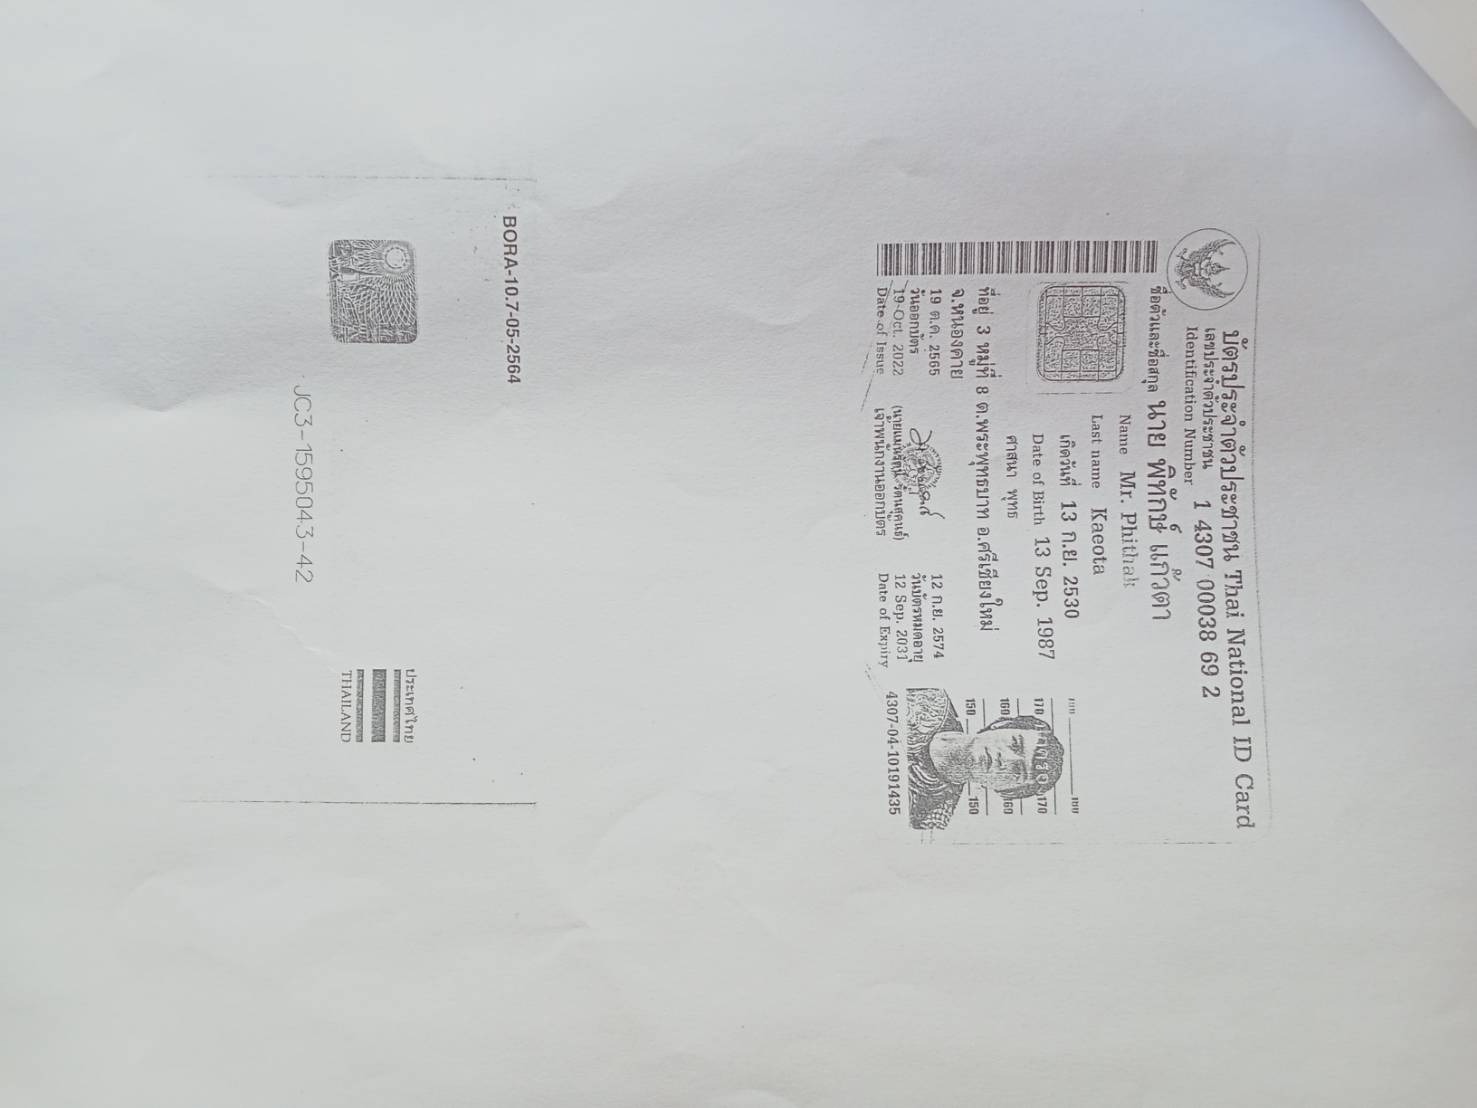 บัตรประจำตัวประชาชน Thai National ID Card
เลขประจำตัวประชาชน
Identification Number 1 4307 00038 69 2
ชื่อตัวและชื่อสกุล นาย พิทักษ์ แก้วตา
Name Mr. Phithak
Last name Kaeota
เกิดวันที่ 13 ก.ย. 2530
Date of Birth 13 Sep. 1987
ศาสนา พุทธ
ที่อยู่ 3 หมู่ที่ 8 ต.พระพุทธบาท อ.ศรีเชียงใหม่
จ.หนองคาย
19 ต.ค. 2565
วันออกบัตร
19 Oct. 2022
Date of Issue
เจ้าพนักงานออกบัตร
12 ก.ย. 2574
วันบัตรหมดอายุ
12 Sep. 2031
Date of Expiry
170 170
160 160
150 150
4307-04-10191435
BORA-10.7-05-2564
JC3-1595043-42
ประเทศไทย
THAILAND